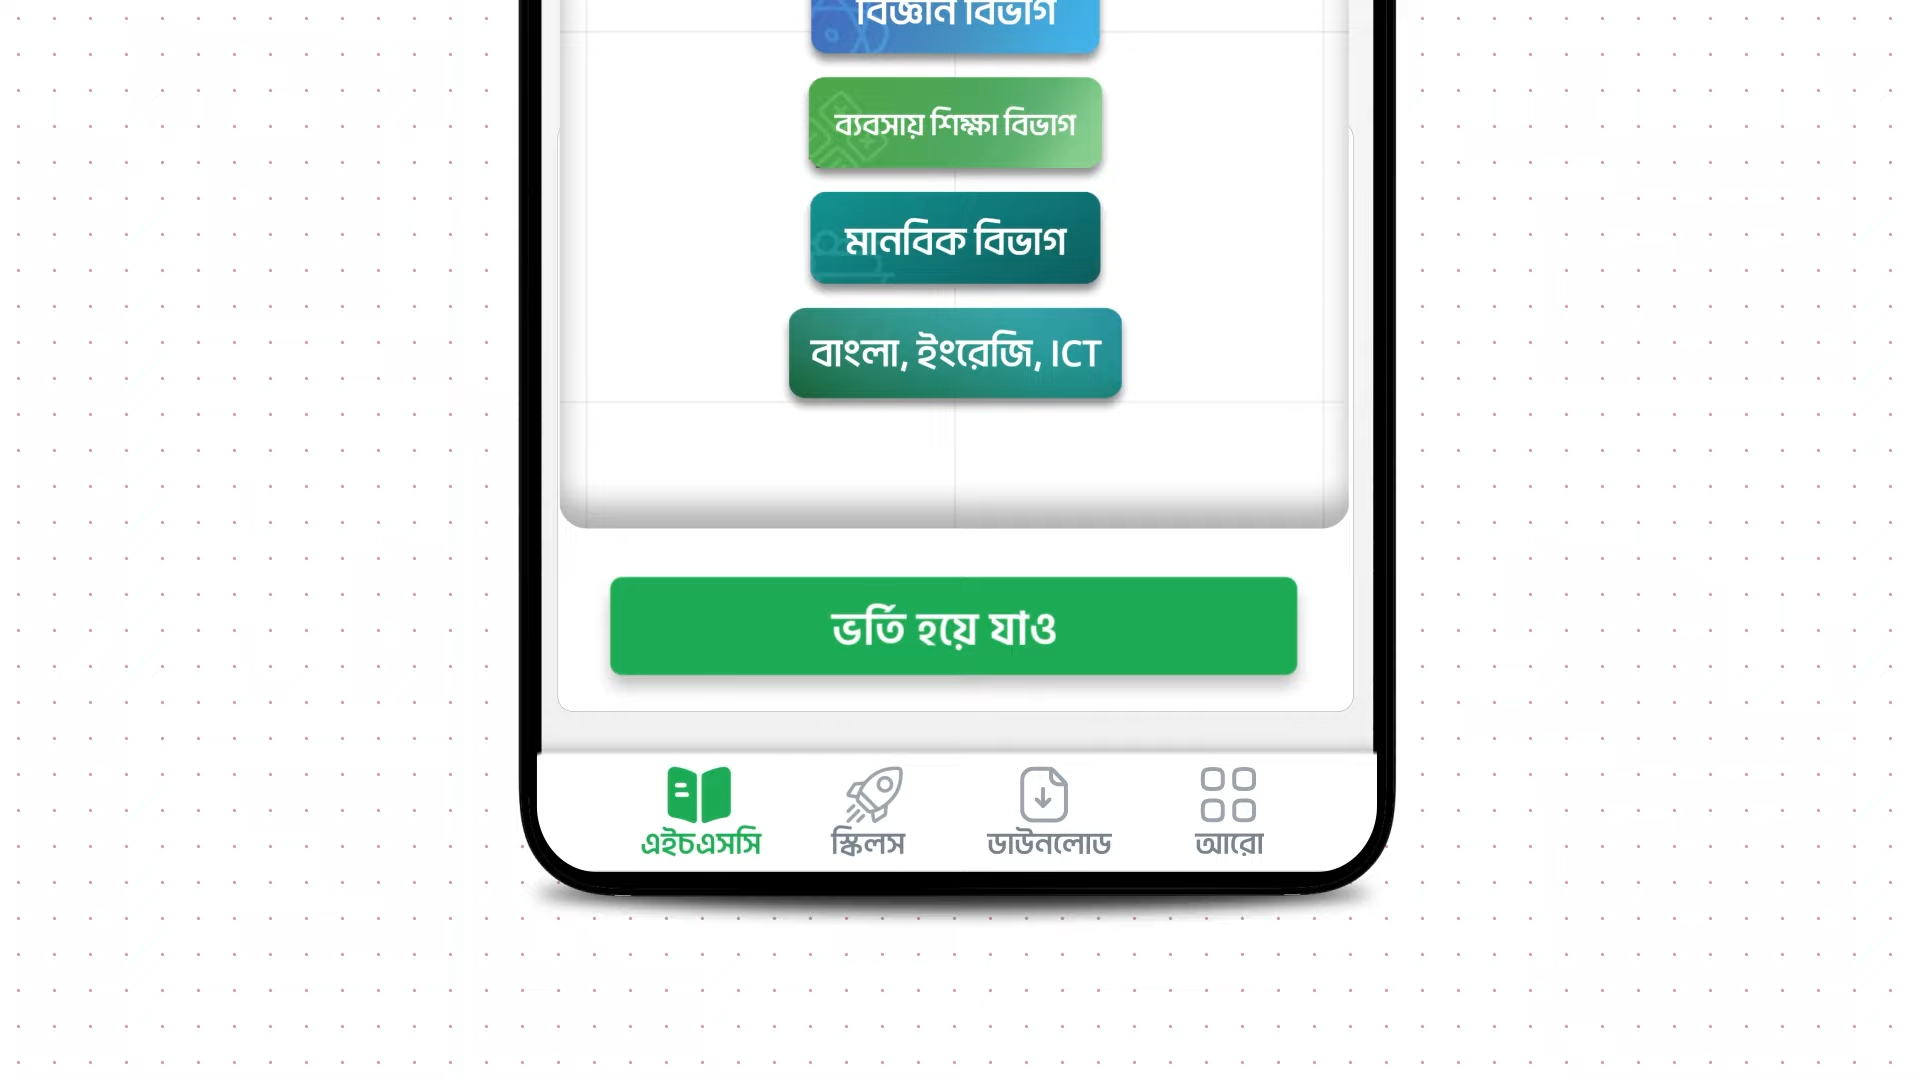 বিজ্ঞান বিভাগ
ব্যবসায় শিক্ষা বিভাগ
মানবিক বিভাগ
বাংলা, ইংরেজি, ICT
ভর্তি হয়ে যাও
এইচএসসি
স্কিলস
ডাউনলোড
আরো